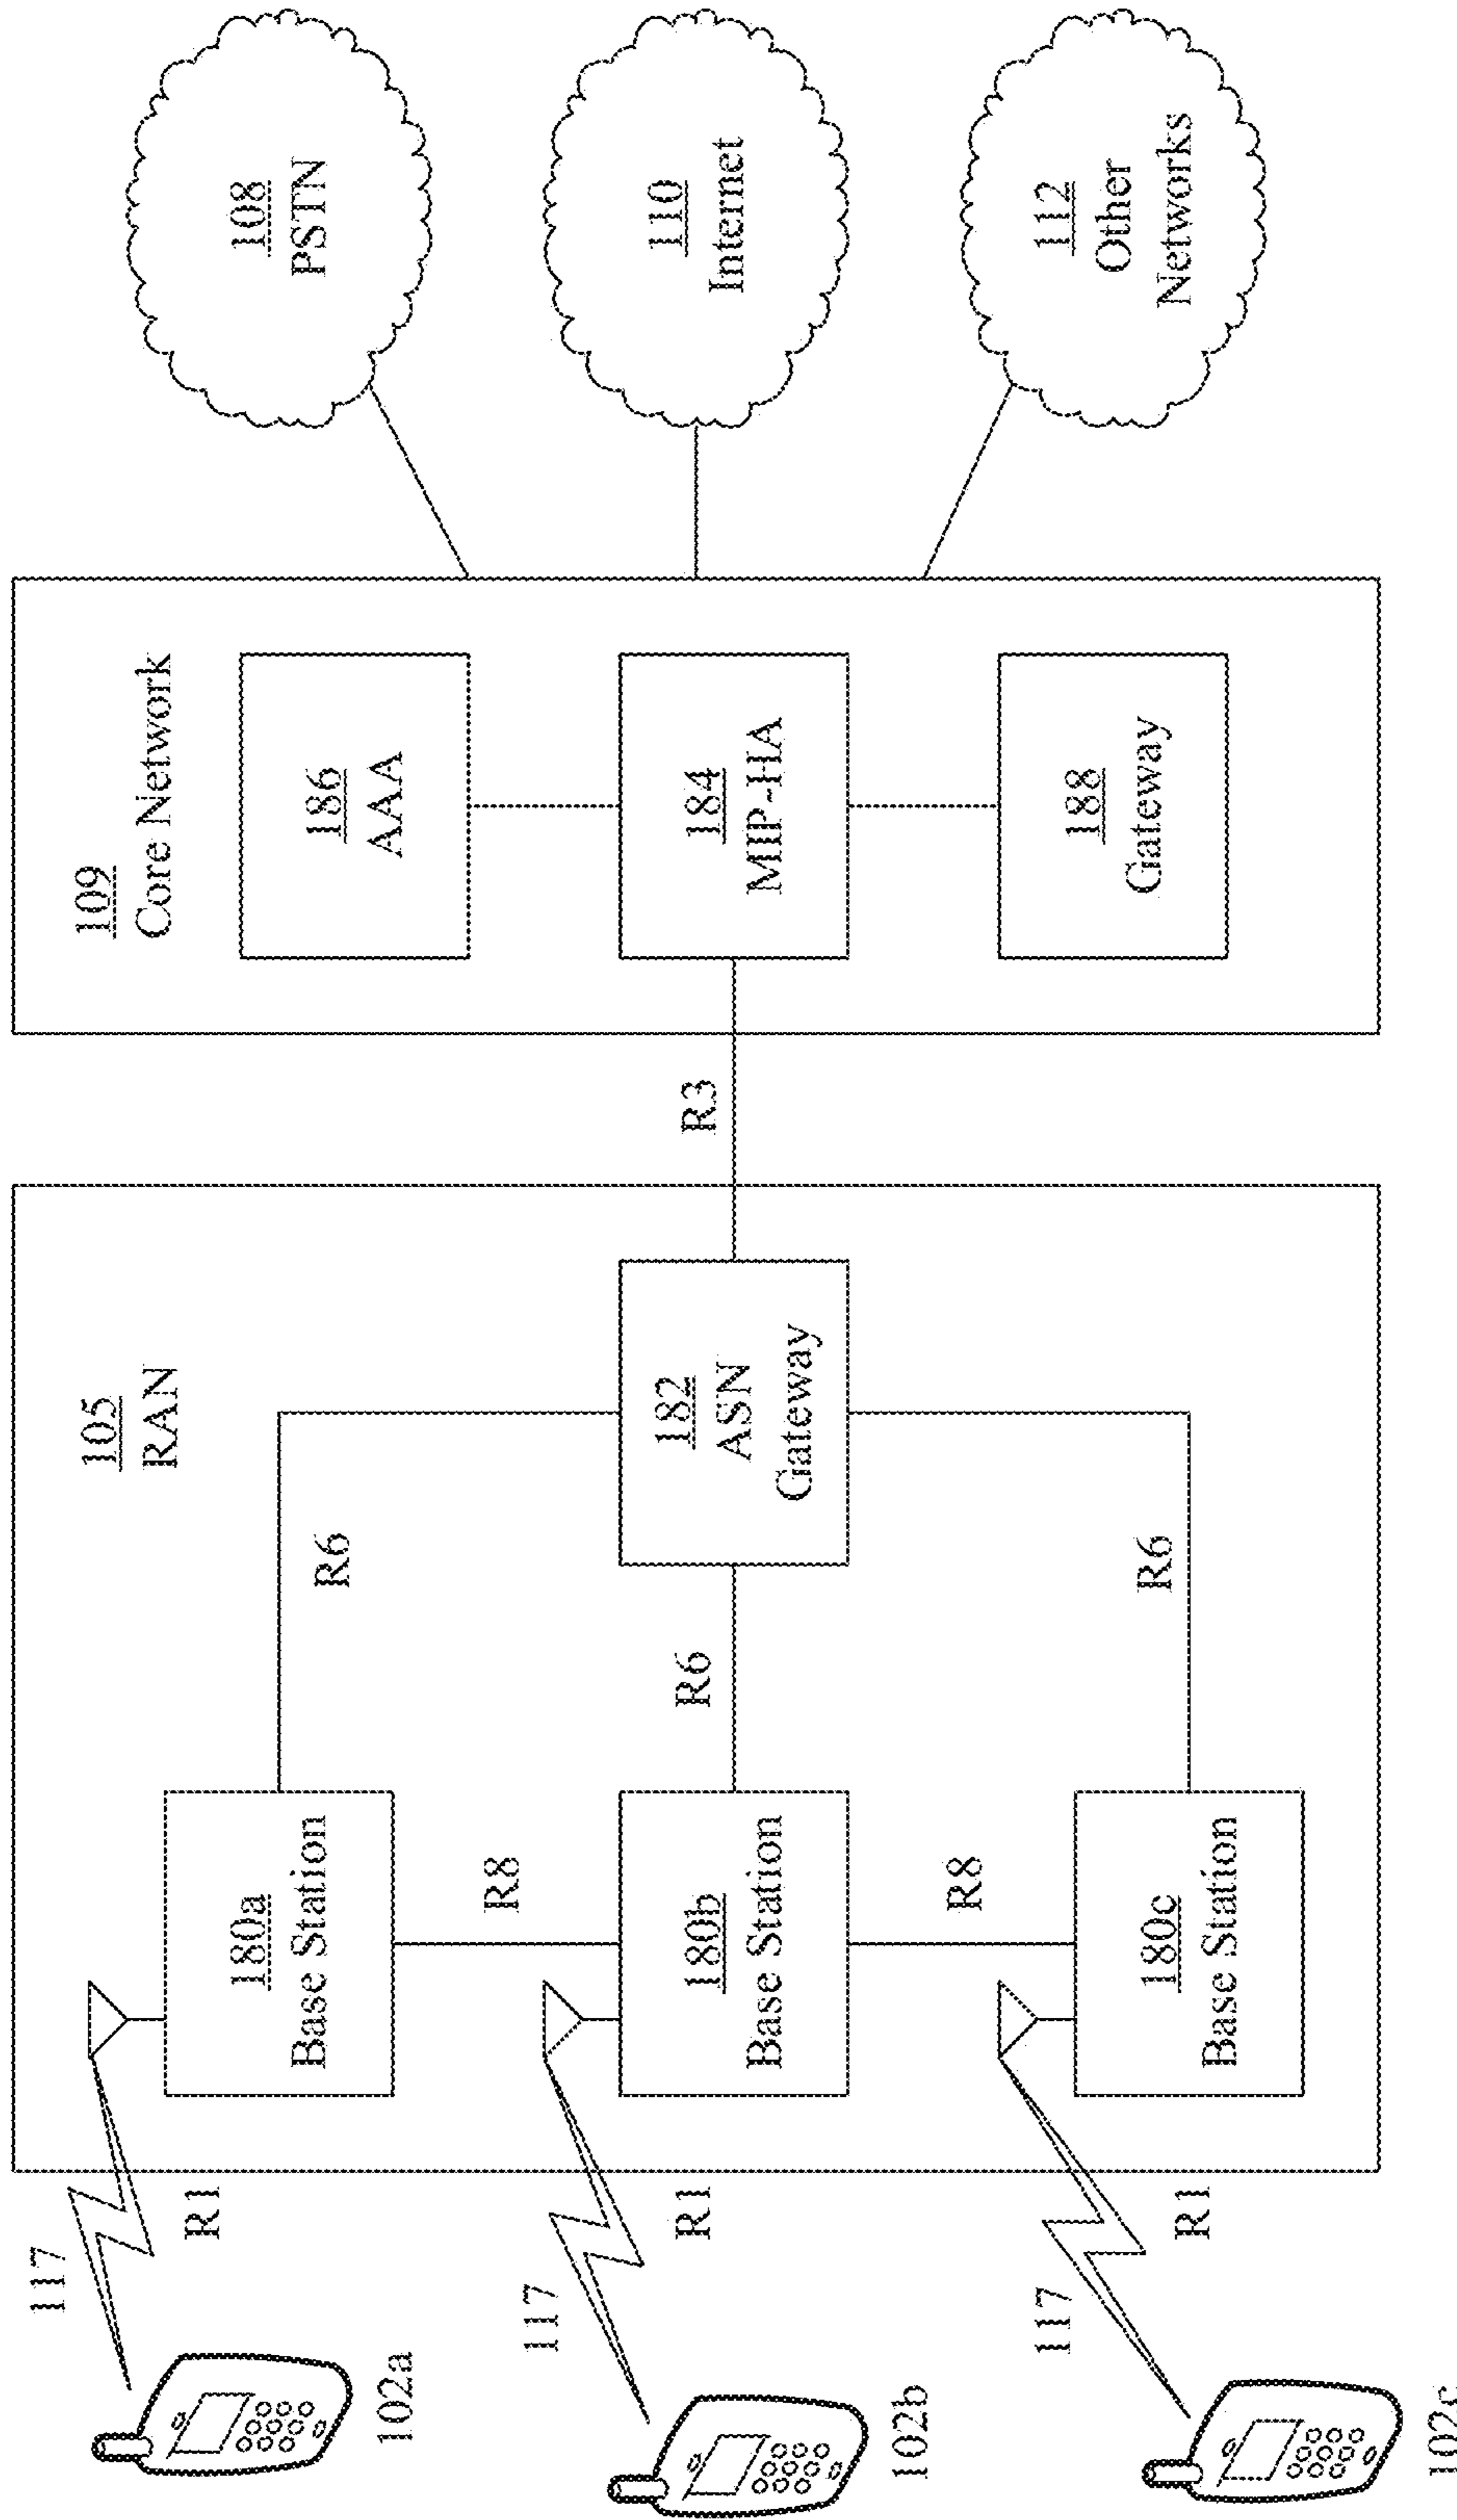 117
R1
102a
117
R1
102b
117
R1
102c
105
RAN
180a
Base Station
R8
180b
Base Station
R8
180c
Base Station
R6
R6
R6
182
ASN
Gateway
R3
109
Core Network
186
AAA
184
MIP-HA
188
Gateway
108
PSTN
110
Internet
112
Other
Networks